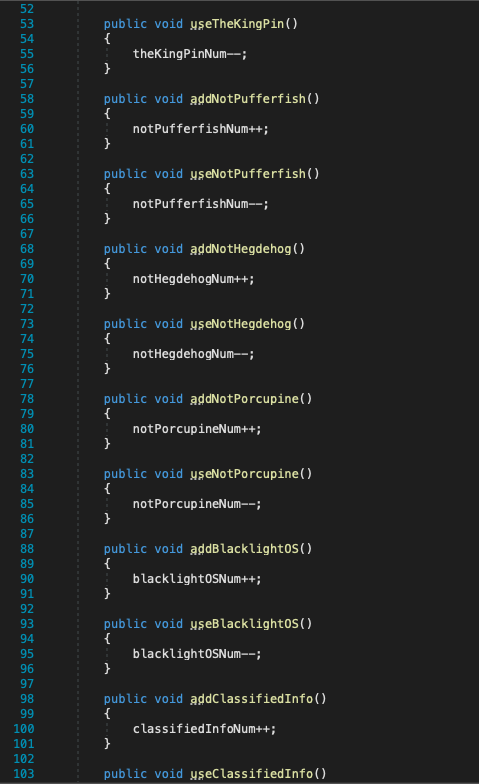 52
53 public void useTheKingPin()
54 {
55 theKingPinNum--;
56 }
57
58 public void addNotPufferfish()
59 {
60 notPufferfishNum++;
61 }
62
63 public void useNotPufferfish()
64 {
65 notPufferfishNum--;
66 }
67
68 public void addNotHegdehog()
69 {
70 notHegdehogNum++;
71 }
72
73 public void useNotHegdehog()
74 {
75 notHegdehogNum--;
76 }
77
78 public void addNotPorcupine()
79 {
80 notPorcupineNum++;
81 }
82
83 public void useNotPorcupine()
84 {
85 notPorcupineNum--;
86 }
87
88 public void addBlacklightOS()
89 {
90 blacklightOSNum++;
91 }
92
93 public void useBlacklightOS()
94 {
95 blacklightOSNum--;
96 }
97
98 public void addClassifiedInfo()
99 {
100 classifiedInfoNum++;
101 }
102
103 public void useClassifiedInfo()